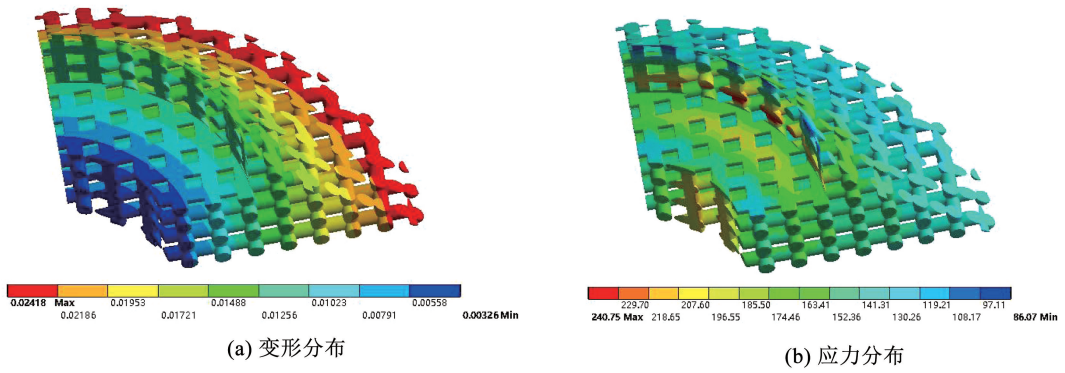 0.02418 Max 0.01953 0.01488 0.01023 0.00558
0.02186 0.01721 0.01256 0.00791 0.00326 Min
(a) 变形分布
229.70 207.60 185.50 163.41 141.31 119.21 97.11
240.75 Max 218.65 196.55 174.46 152.36 130.26 108.17 86.07 Min
(b) 应力分布